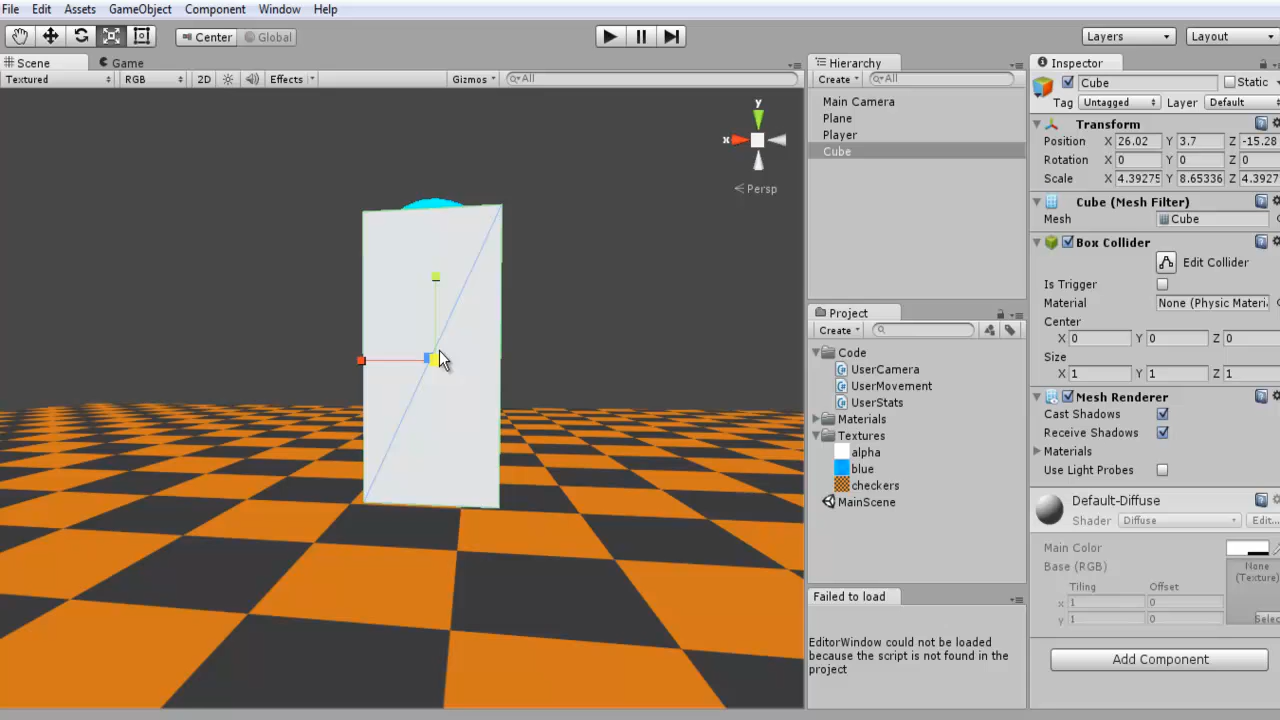 File Edit Assets GameObject Component Window Help
Center Global Layers Layout
Scene Game
Textured RGB 2D Effects Gizmos All
y
x
Persp
Hierarchy
Create All
Main Camera
Plane
Player
Cube
Project
Create
Code
UserCamera
UserMovement
UserStats
Materials
Textures
alpha
blue
checkers
MainScene
Failed to load
EditorWindow could not be loaded
because the script is not found in the
project
Inspector
Cube Static
Tag Untagged Layer Default
Transform
Position X 26.02 Y 3.7 Z -15.28
Rotation X 0 Y 0 Z 0
Scale X 4.39275 Y 8.65336 Z 4.3927
Cube (Mesh Filter)
Mesh Cube
Box Collider
Edit Collider
Is Trigger
Material None (Physic Materi
Center
X 0 Y 0 Z 0
Size
X 1 Y 1 Z 1
Mesh Renderer
Cast Shadows
Receive Shadows
Materials
Use Light Probes
Default-Diffuse
Shader Diffuse Edit...
Main Color
Base (RGB) None
(Texture)
Tiling Offset
x 1 0
y 1 0 Selec
Add Component